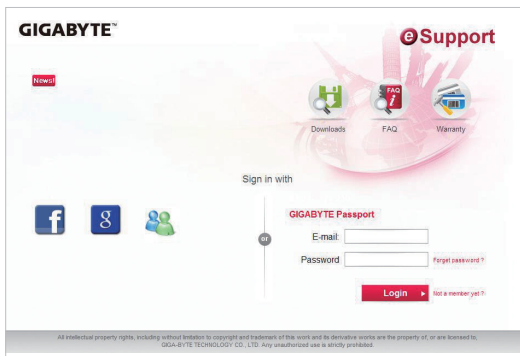 GIGABYTE™
eSupport
News!
FAQ
Downloads
FAQ
Warranty
Sign in with
GIGABYTE Passport
or
E-mail:
Password
Forget password ?
Login
Not a member yet ?
All intellectual property rights, including without limitation to copyright and trademark of this work and its derivative works are the property of, or are licensed to,
GIGA-BYTE TECHNOLOGY CO., LTD. Any unauthorized use is strictly prohibited.